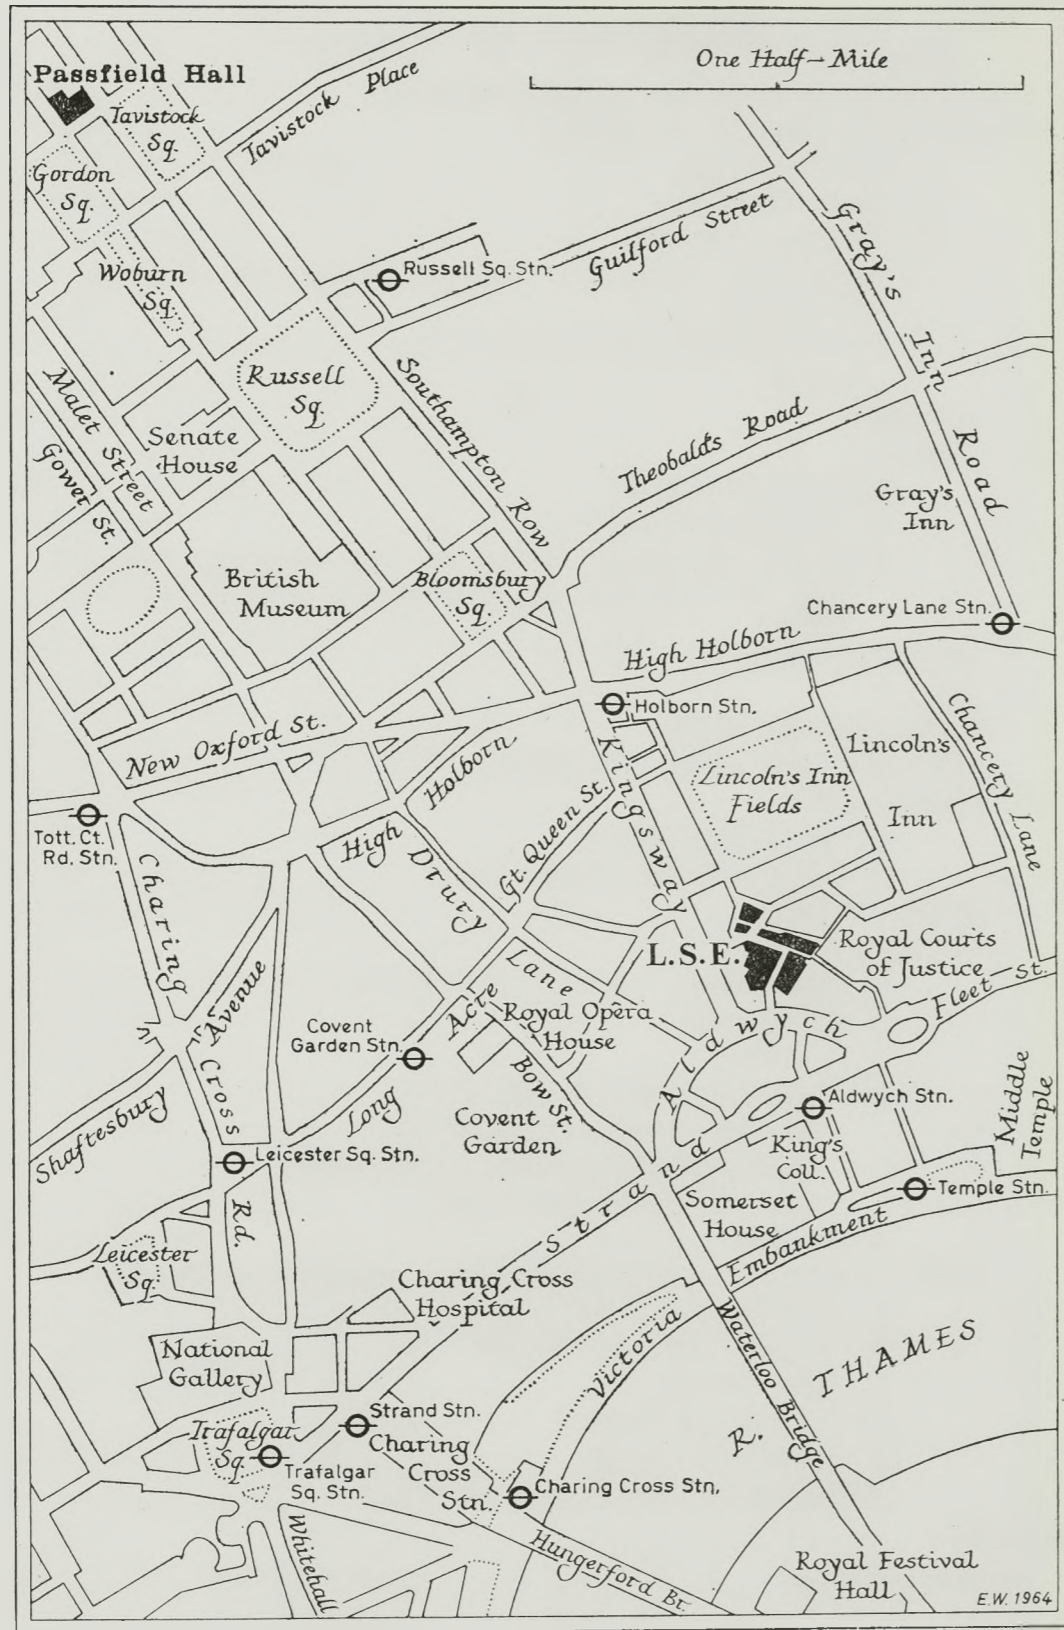 One Half-Mile
Passfield Hall
Tavistock
Sq.
Tavistock Place
Gordon
Sq.
Woburn
Sq.
Russell Sq. Stn.
Guilford Street
Gray's Inn Road
Russell
Sq.
Southampton Row
Malet Street
Gower St.
Senate
House
Theobald's Road
Gray's
Inn
British
Museum
Bloomsbury
Sq.
Chancery Lane Stn.
High Holborn
Holborn Stn.
New Oxford St.
Kingsway
Lincoln's Inn
Fields
Lincoln's
Inn
Chancery Lane
Tott. Ct.
Rd. Stn.
High Holborn
Gt. Queen St.
Drury Lane
Charing Cross Rd.
L.S.E.
Royal Courts
of Justice
Fleet St.
Shaftesbury Avenue
Covent
Garden Stn.
Long Acre
Royal Opera
House
Bow St.
Aldwych
Covent
Garden
Aldwych Stn.
Middle
Temple
King's
Coll.
Leicester Sq. Stn.
Temple Stn.
Somerset
House
Strand
Leicester
Sq.
Charing Cross
Hospital
Victoria Embankment
Waterloo Bridge
R. THAMES
National
Gallery
Strand Stn.
Trafalgar
Sq.
Trafalgar
Sq. Stn.
Charing
Cross
Stn.
Charing Cross Stn.
Whitehall
Hungerford Br.
Royal Festival
Hall
E.W. 1964